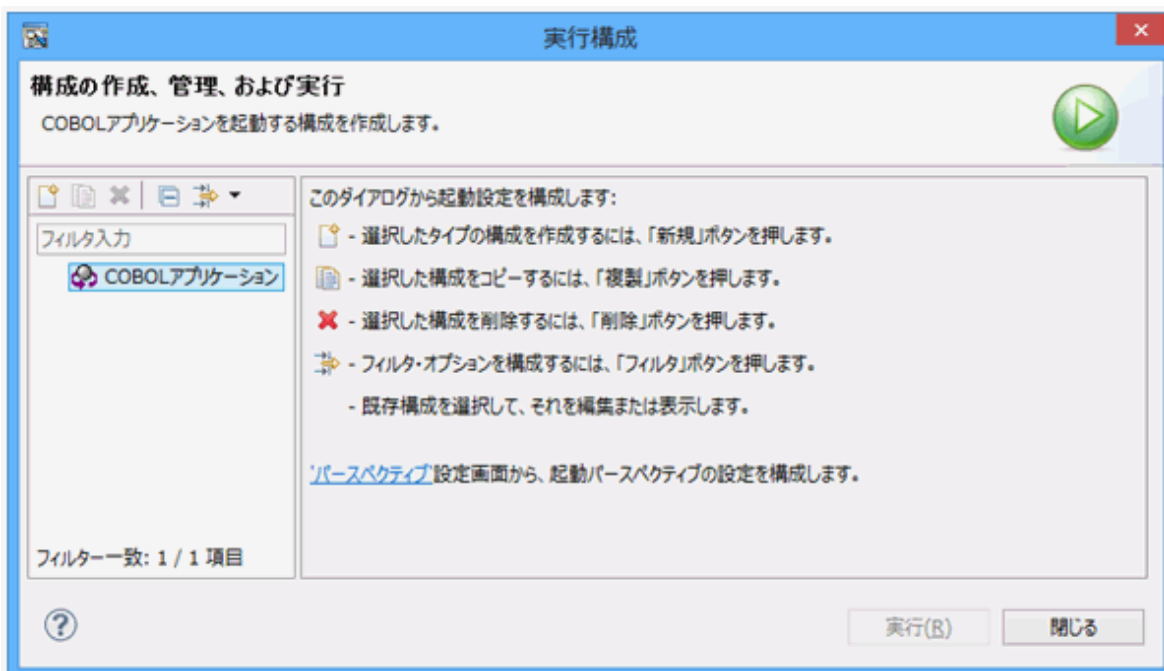 実行構成
構成の作成、管理、および実行
COBOLアプリケーションを起動する構成を作成します。
フィルタ入力
COBOLアプリケーション
フィルター一致: 1 / 1 項目
このダイアログから起動設定を構成します:
- 選択したタイプの構成を作成するには、「新規」ボタンを押します。
- 選択した構成をコピーするには、「複製」ボタンを押します。
- 選択した構成を削除するには、「削除」ボタンを押します。
- フィルタ・オプションを構成するには、「フィルタ」ボタンを押します。
- 既存構成を選択して、それを編集または表示します。
'パースペクティブ'設定画面から、起動パースペクティブの設定を構成します。
実行(R)
閉じる